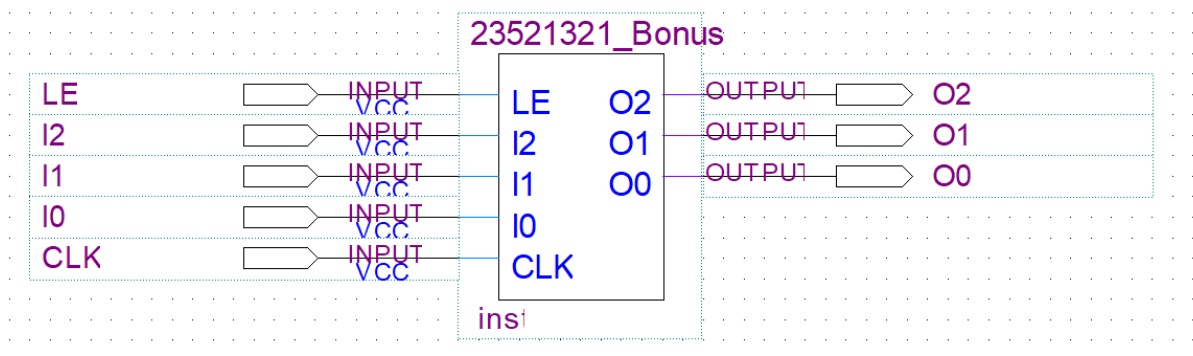 23521321_Bonus
LE INPUT VCC LE O2 OUTPUT O2
I2 INPUT VCC I2 O1 OUTPUT O1
I1 INPUT VCC I1 O0 OUTPUT O0
I0 INPUT VCC I0
CLK INPUT VCC CLK
inst